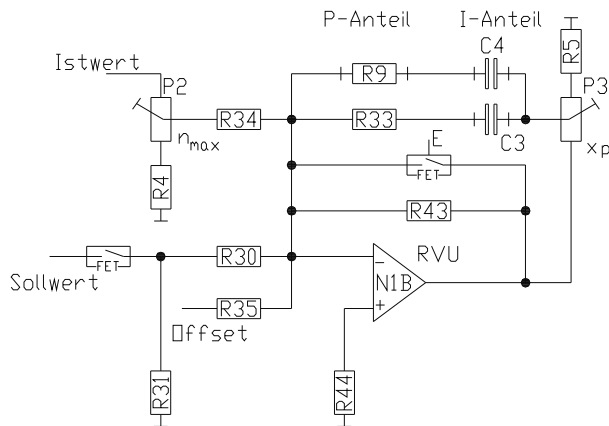 P-Anteil I-Anteil
Istwert
C4
R5
P2
R9
P3
R34
R33
C3
n max
xp
E
FET
R4
R43
FET
R30
RVU
Sollwert
−
N1B
+
R35
Offset
R31
R44